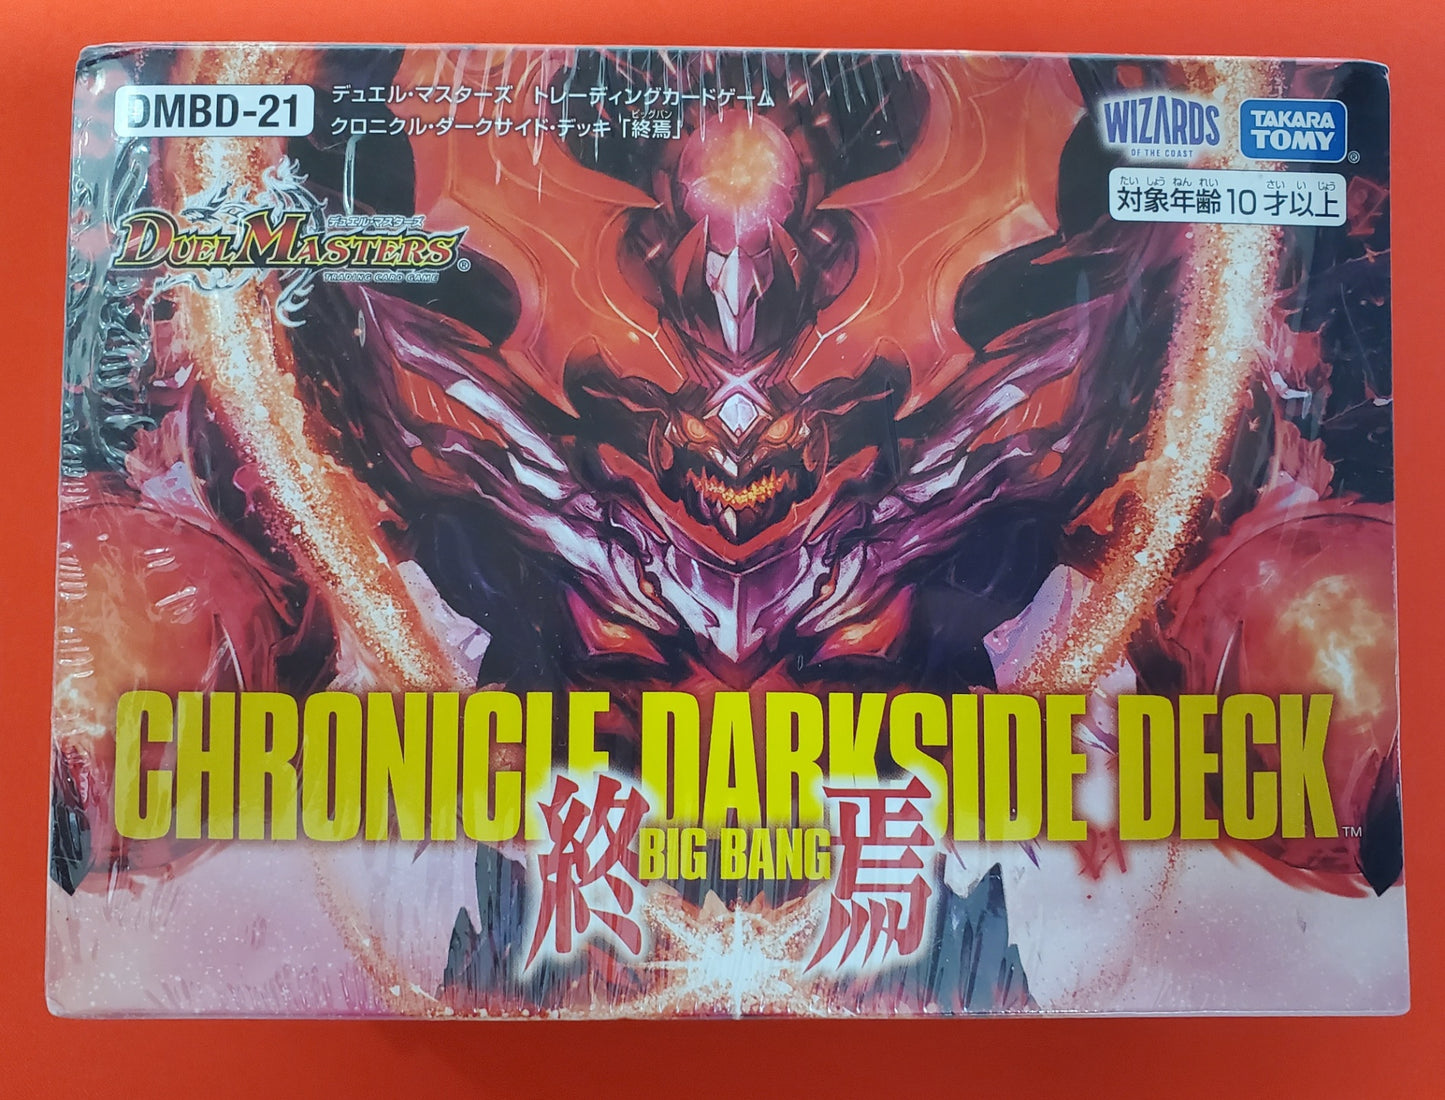 DMBD-21
デュエル・マスターズ トレーディングカードゲーム
クロニクル・ダークサイド・デッキ「終焉」
ビッグバン
WIZARDS
OF THE COAST
TAKARA
TOMY
®
たいしょうねんれい さいいじょう
対象年齢10才以上
デュエル・マスターズ
DUEL MASTERS®
TRADING CARD GAME
CHRONICLE DARKSIDE DECK™
終焉
BIG BANG